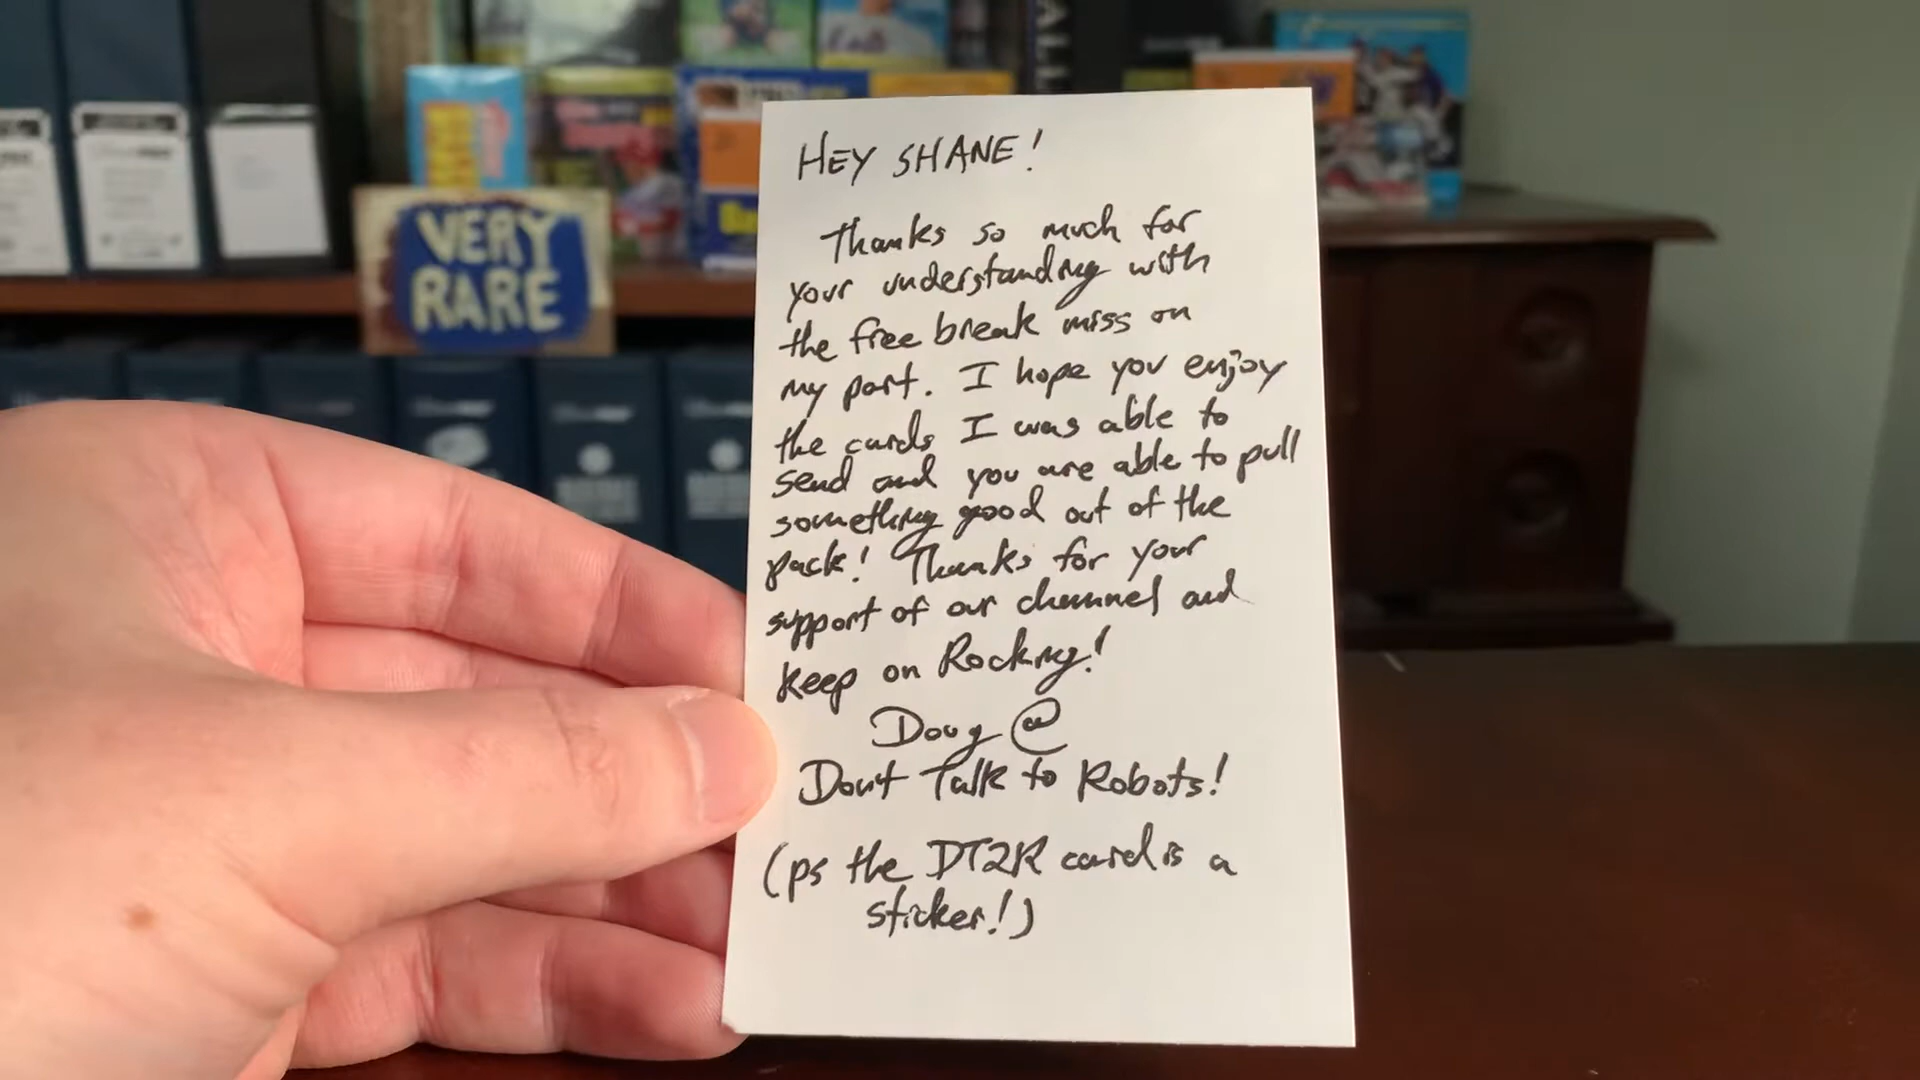 HEY SHANE!
Thanks so much for
your understanding with
the free break miss on
my part. I hope you enjoy
the cards I was able to
send and you are able to pull
something good out of the
pack! Thanks for your
support of our channel and
keep on Rocking!
Doug @
Dont Talk to Robots!
(ps the DT2R card is a
sticker!)
VERY
RARE